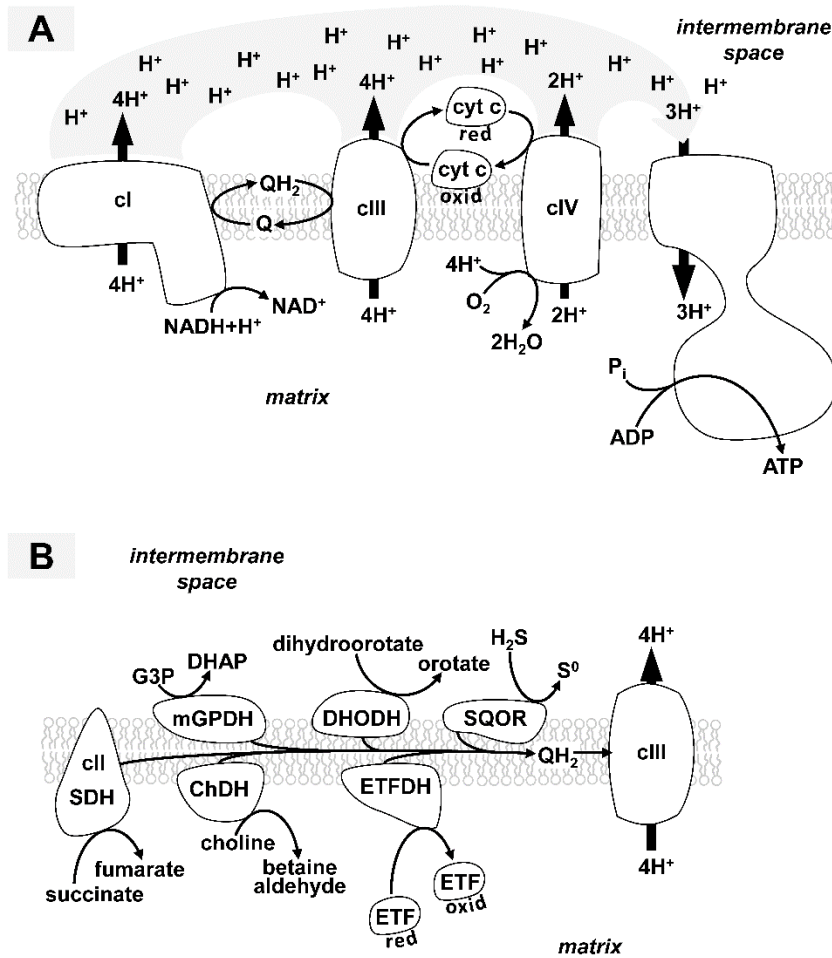 A
intermembrane
space
H⁺ H⁺ H⁺ H⁺
H⁺ H⁺ H⁺ H⁺ H⁺ H⁺ H⁺ H⁺
4H⁺ H⁺ 4H⁺ 2H⁺ H⁺
H⁺ H⁺ 3H⁺
cyt c
red
cyt c
oxid
cI
QH₂
Q
cIII
cIV
4H⁺
NADH+H⁺
NAD⁺
4H⁺
4H⁺
O₂
2H₂O
2H⁺
3H⁺
matrix
Pᵢ
ADP
ATP
B
intermembrane
space
G3P
DHAP
dihydroorotate
orotate
H₂S
S⁰
4H⁺
mGPDH
DHODH
SQOR
cII
SDH
ChDH
ETFDH
QH₂
cIII
succinate
fumarate
choline
betaine
aldehyde
ETF
red
ETF
oxid
4H⁺
matrix